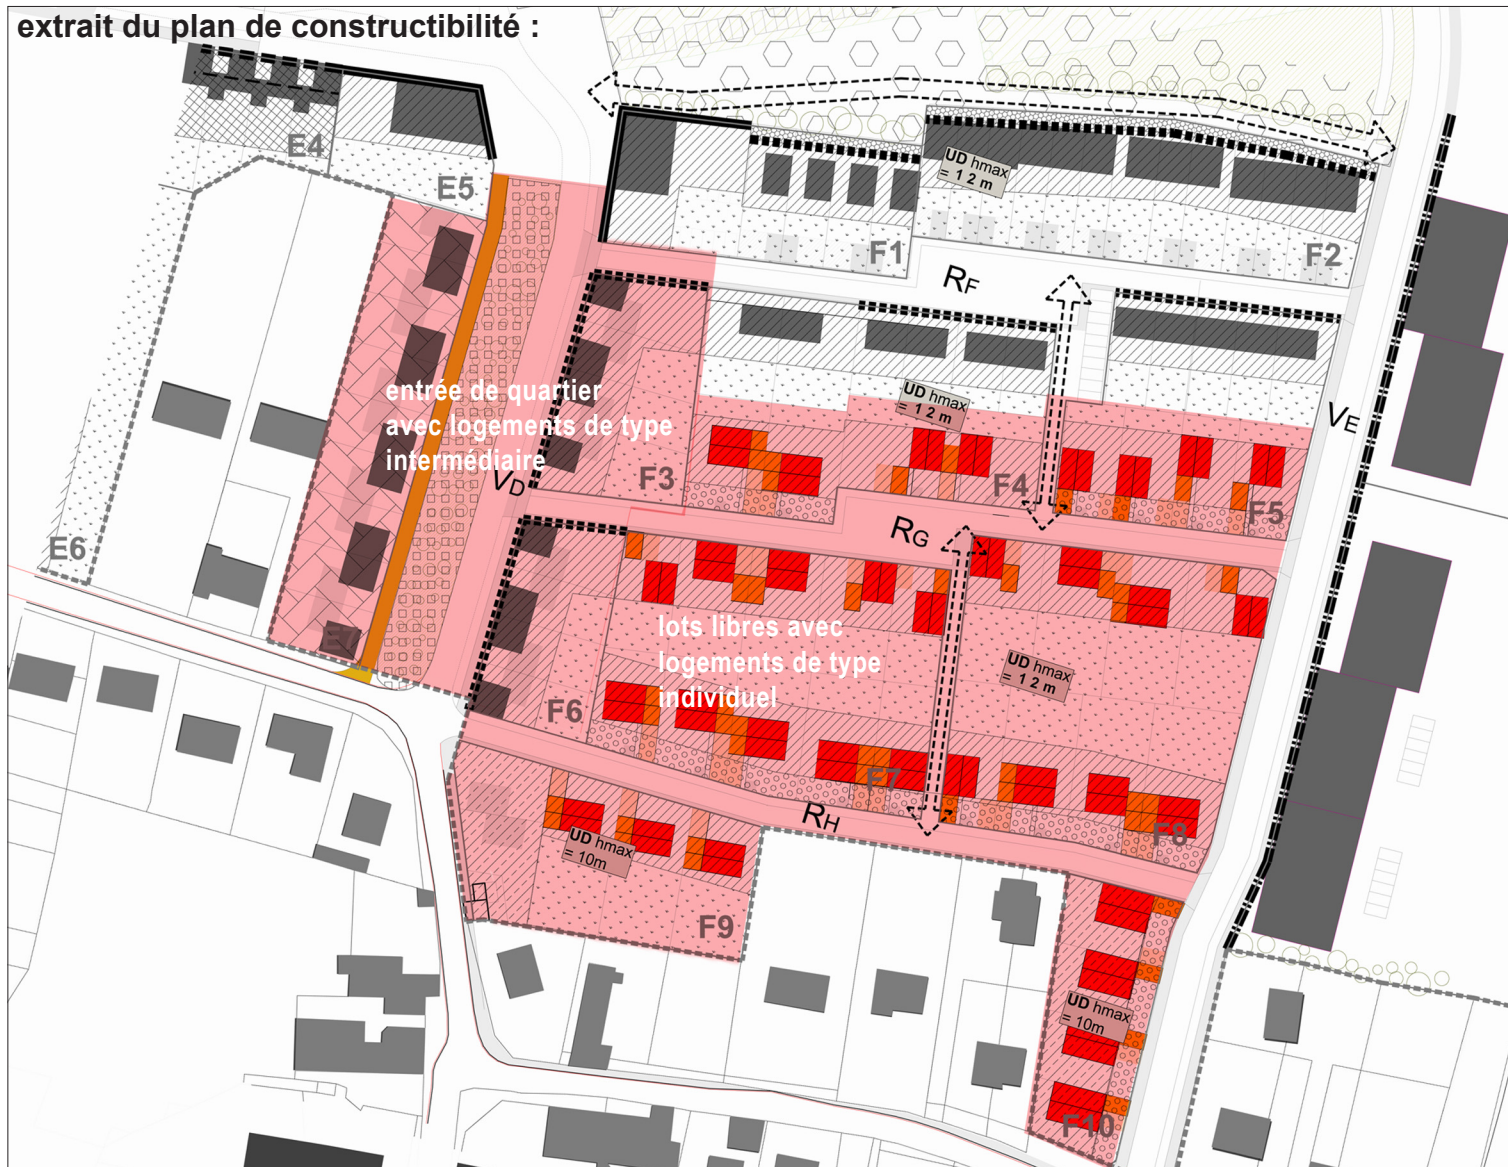 extrait du plan de constructibilité :
E4
E5
UD hmax
= 12 m
F1
F2
RF
VE
entrée de quartier
avec logements de type
intermédiaire
UD hmax
= 12 m
VD
F3
F4
F5
RG
E6
E7
lots libres avec
logements de type
individuel
UD hmax
= 12 m
F6
F7
RH
F8
UD hmax
= 10m
F9
UD hmax
= 10m
F10